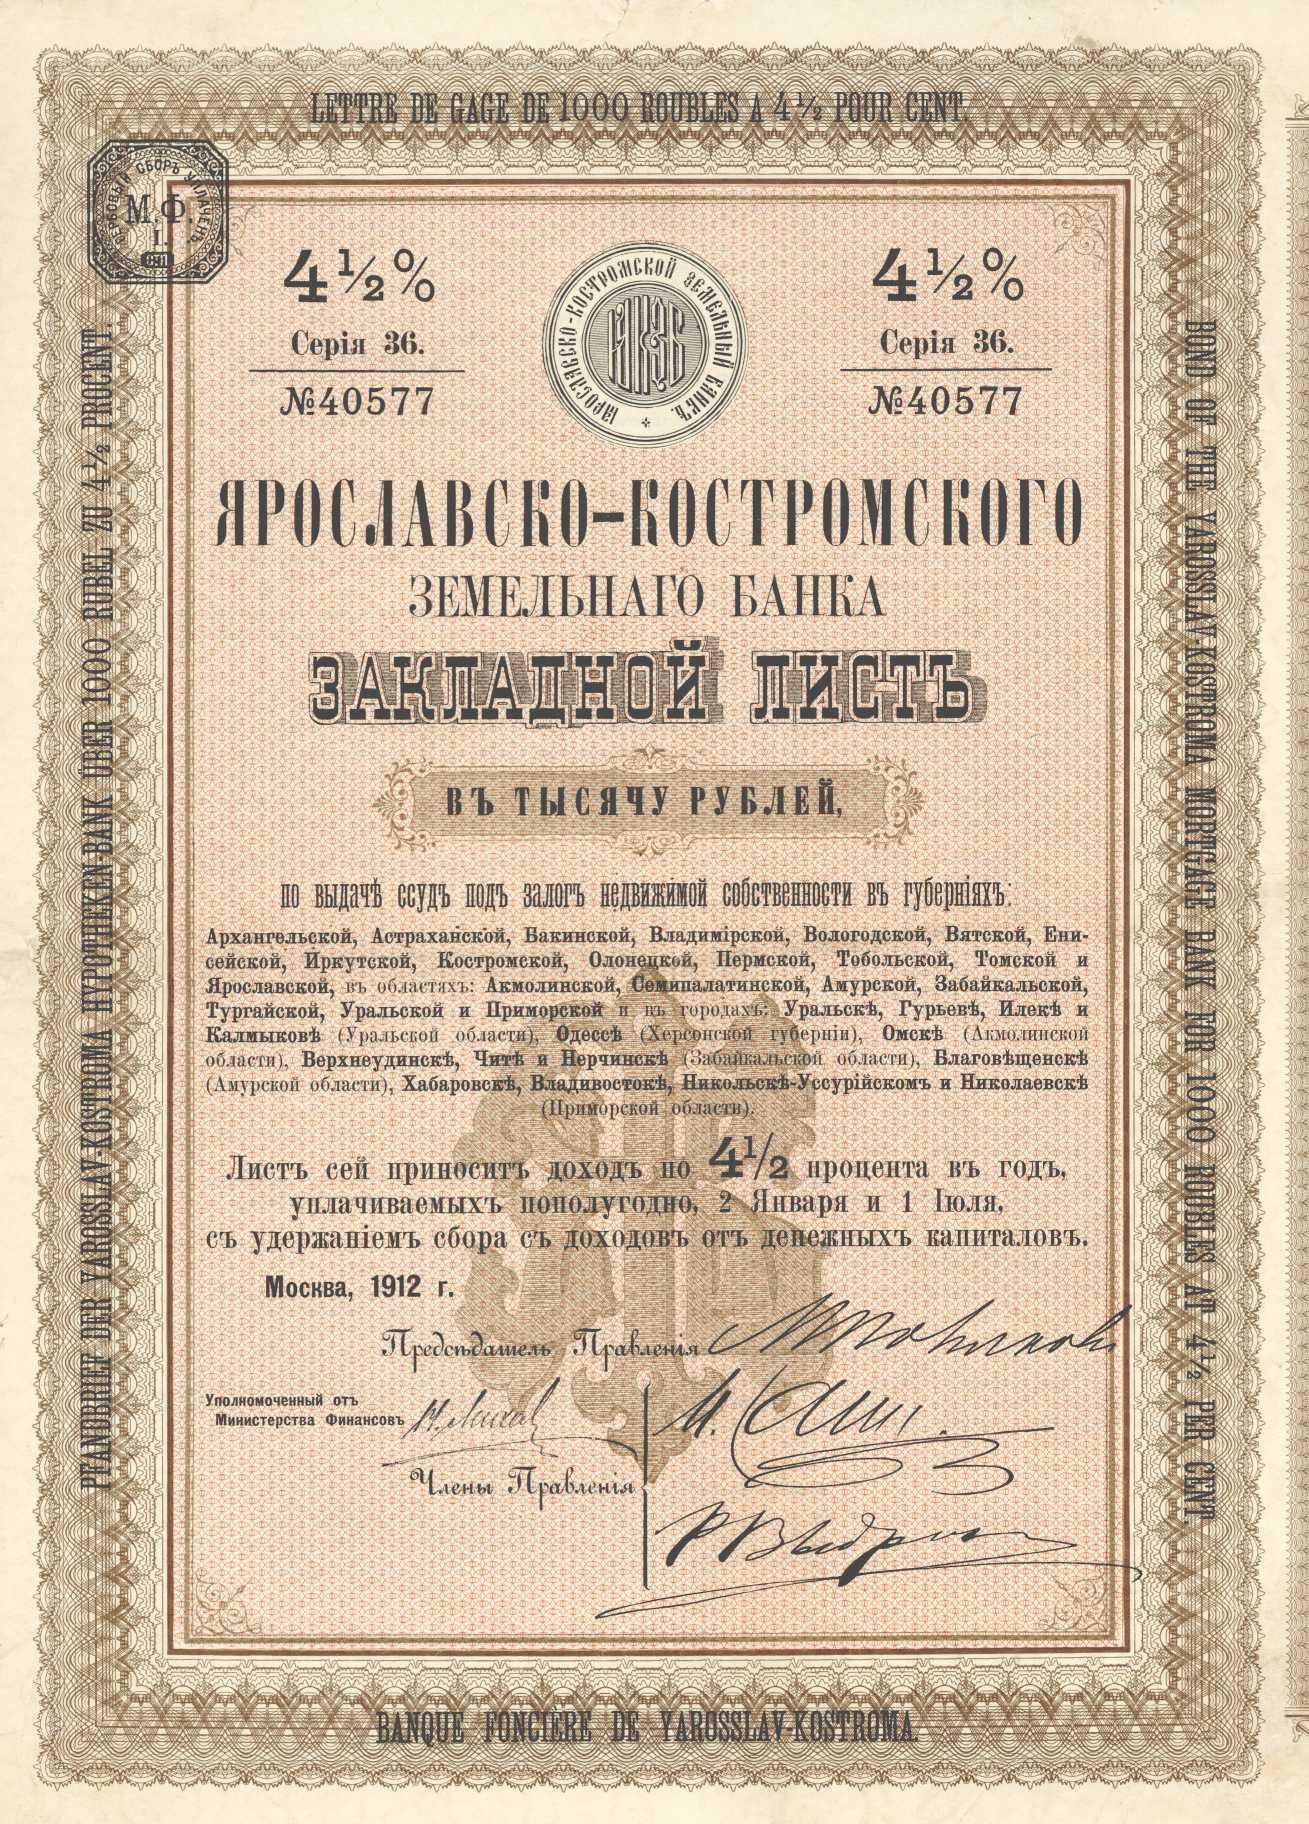 LETTRE DE GAGE DE 1000 ROUBLES A 4½ POUR CENT.
ГЕРБОВЫЙ СБОРЪ УПЛАЧЕНЪ
М.Ф.
I.
4½%
Серія 36.
№40577
ЯРОСЛАВСКО-КОСТРОМСКОЙ ЗЕМЕЛЬНЫЙ БАНКЪ.
4½%
Серія 36.
№40577
ЯРОСЛАВСКО-КОСТРОМСКОГО
ЗЕМЕЛЬНАГО БАНКА
ЗАКЛАДНОЙ ЛИСТЪ
ВЪ ТЫСЯЧУ РУБЛЕЙ,
по выдачѣ ссудъ подъ залогъ недвижимой собственности въ губерніяхъ:
Архангельской, Астраханской, Бакинской, Владимірской, Вологодской, Вятской, Ени-
сейской, Иркутской, Костромской, Олонецкой, Пермской, Тобольской, Томской и
Ярославской, въ областяхъ: Акмолинской, Семипалатинской, Амурской, Забайкальской,
Тургайской, Уральской и Приморской и въ городахъ: Уральскѣ, Гурьевѣ, Илекѣ и
Калмыковѣ (Уральской области), Одессѣ (Херсонской губерніи), Омскѣ (Акмолинской
области), Верхнеудинскѣ, Читѣ и Нерчинскѣ (Забайкальской области), Благовѣщенскѣ
(Амурской области), Хабаровскѣ, Владивостокѣ, Никольскѣ-Уссурійскомъ и Николаевскѣ
(Приморской области).
Листъ сей приноситъ доходъ по 4½ процента въ годъ,
уплачиваемыхъ пополугодно, 2 Января и 1 Іюля,
съ удержаніемъ сбора съ доходовъ отъ денежныхъ капиталовъ.
Москва, 1912 г.
Предсѣдатель Правленія
Уполномоченный отъ
Министерства Финансовъ
Члены Правленія
PFANDBRIEF DER YAROSSLAV-KOSTROMA HYPOTHEKEN-BANK ÜBER 1000 RUBEL ZU 4½ PROCENT.
BOND OF THE YAROSLAV-KOSTROMA MORTGAGE BANK FOR 1000 ROUBLES AT 4½ PER CENT.
BANQUE FONCIÈRE DE YAROSSLAV-KOSTROMA.